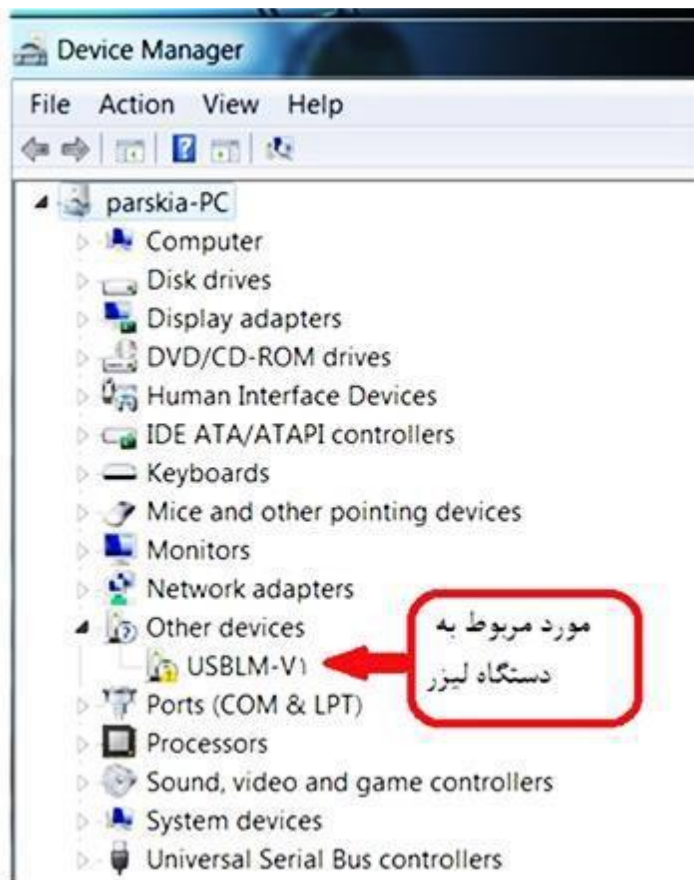 Device Manager
File Action View Help
parskia-PC
Computer
Disk drives
Display adapters
DVD/CD-ROM drives
Human Interface Devices
IDE ATA/ATAPI controllers
Keyboards
Mice and other pointing devices
Monitors
Network adapters
Other devices
USBLM-V۱
مورد مربوط به
دستگاه لیزر
Ports (COM & LPT)
Processors
Sound, video and game controllers
System devices
Universal Serial Bus controllers